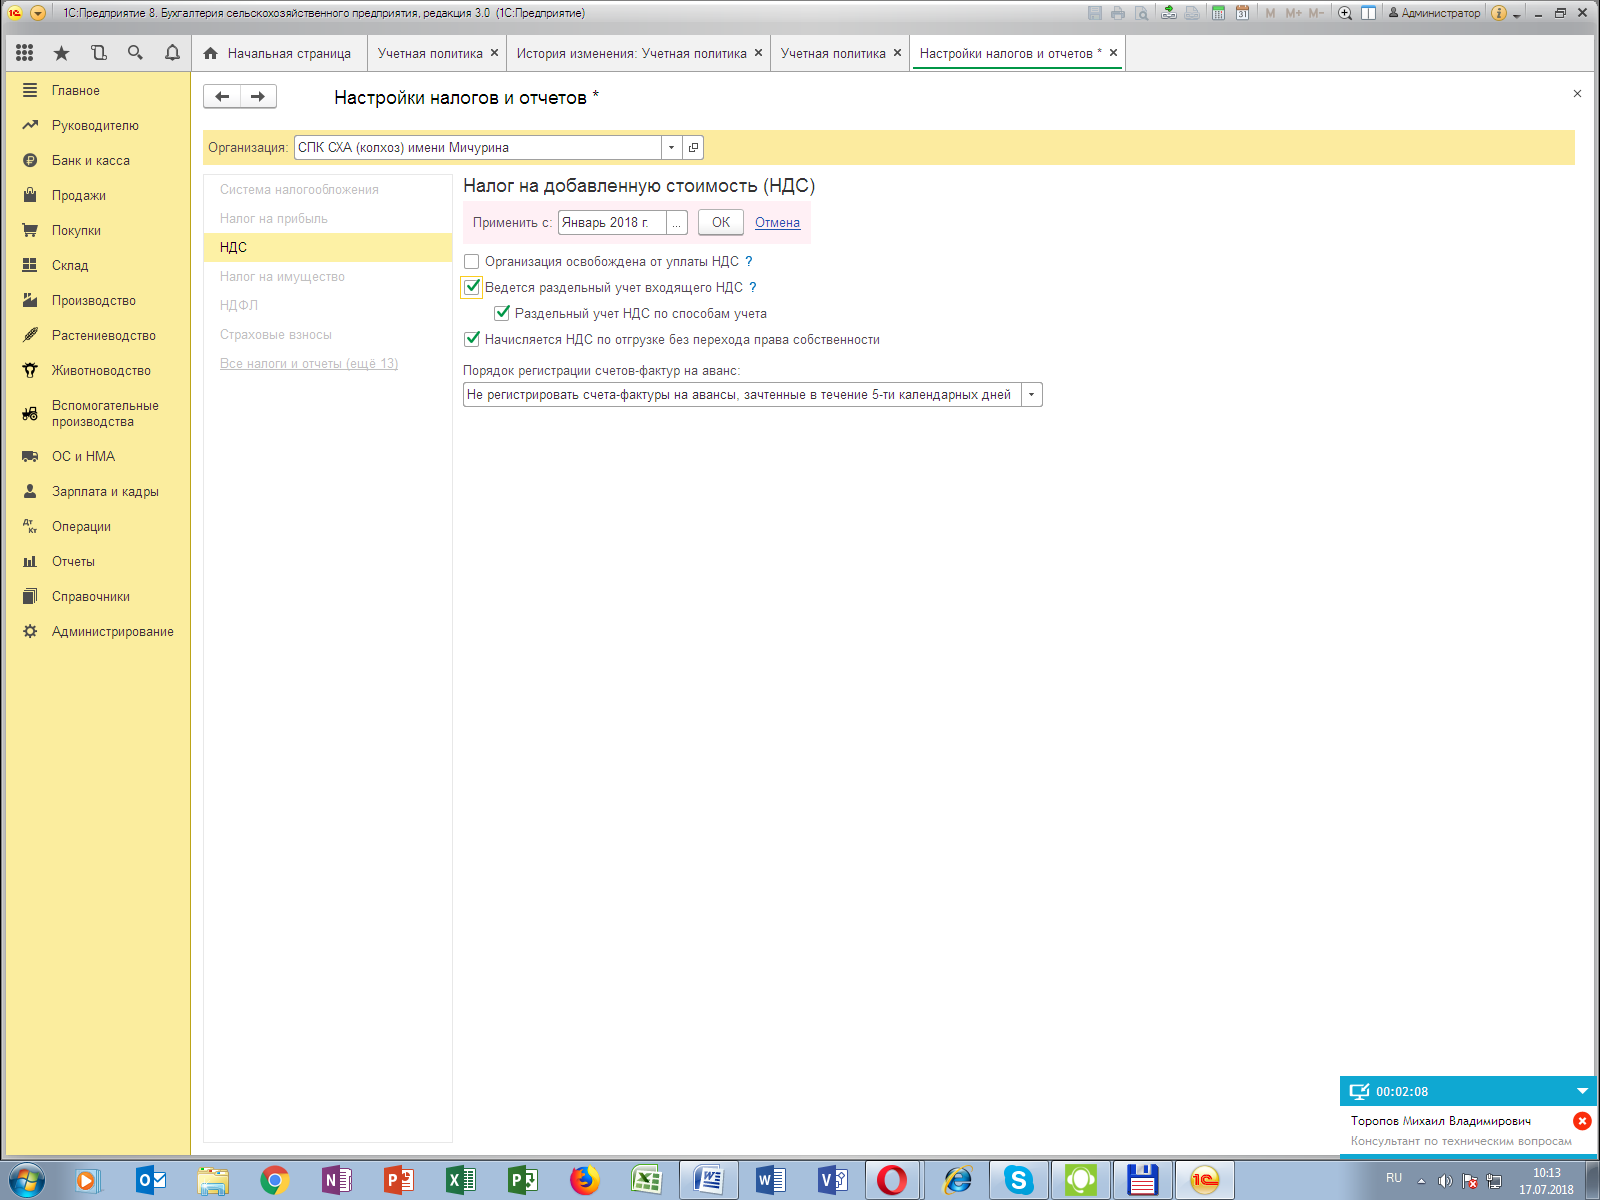 1С:Предприятие 8. Бухгалтерия сельскохозяйственного предприятия, редакция 3.0 (1С:Предприятие)
31
M M+ M-
Администратор
Начальная страница
Учетная политика
История изменения: Учетная политика
Учетная политика
Настройки налогов и отчетов *
Главное
Руководителю
Банк и касса
Продажи
Покупки
Склад
Производство
Растениеводство
Животноводство
Вспомогательные
производства
ОС и НМА
Зарплата и кадры
Дт
Кт
Операции
Отчеты
Справочники
Администрирование
Настройки налогов и отчетов *
Организация: СПК СХА (колхоз) имени Мичурина
Система налогообложения
Налог на прибыль
НДС
Налог на имущество
НДФЛ
Страховые взносы
Все налоги и отчеты (ещё 13)
Налог на добавленную стоимость (НДС)
Применить с: Январь 2018 г. ... ОК Отмена
Организация освобождена от уплаты НДС ?
Ведется раздельный учет входящего НДС ?
Раздельный учет НДС по способам учета
Начисляется НДС по отгрузке без перехода права собственности
Порядок регистрации счетов-фактур на аванс:
Не регистрировать счета-фактуры на авансы, зачтенные в течение 5-ти календарных дней
00:02:08
Торопов Михаил Владимирович
Консультант по техническим вопросам
RU
10:13
17.07.2018